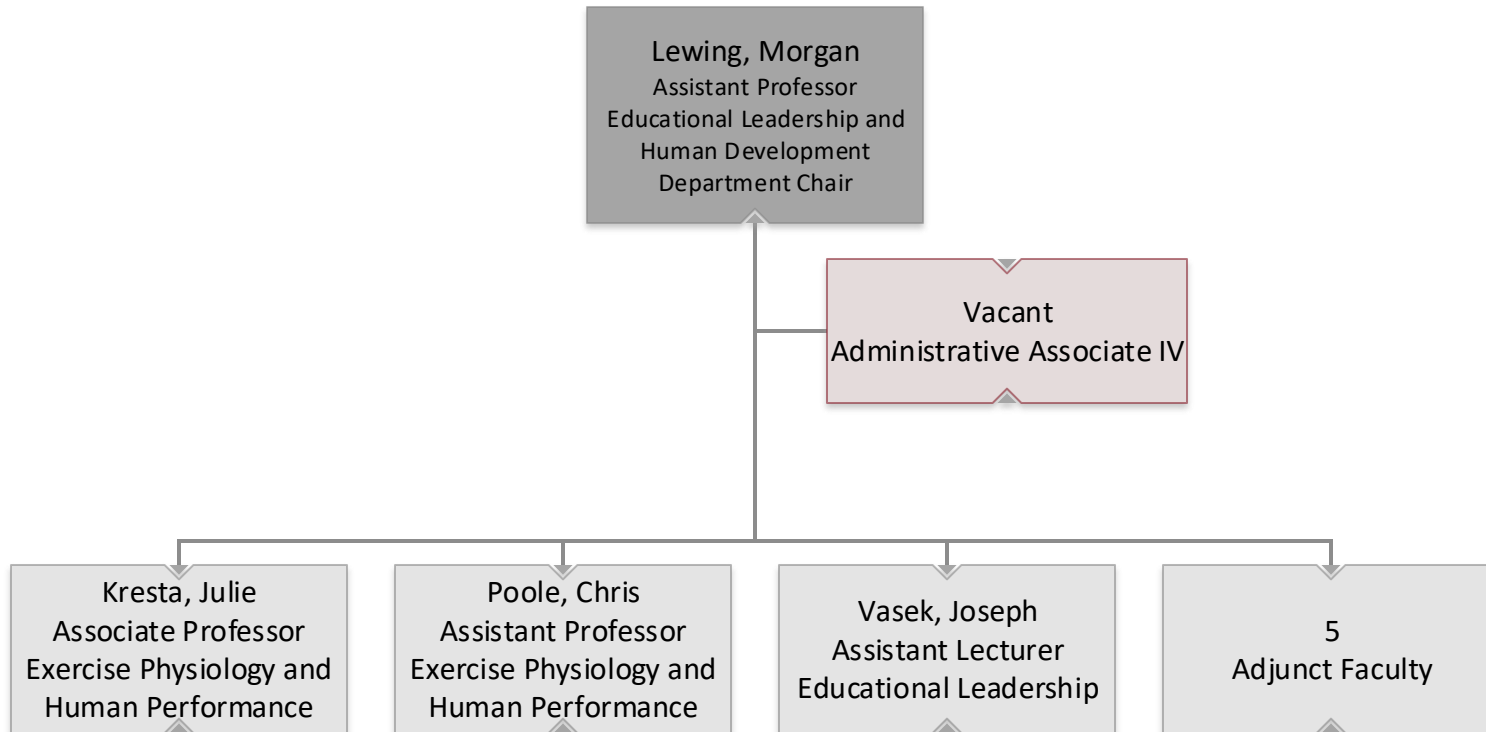 Lewing, Morgan
Assistant Professor
Educational Leadership and
Human Development
Department Chair
Vacant
Administrative Associate IV
Kresta, Julie
Associate Professor
Exercise Physiology and
Human Performance
Poole, Chris
Assistant Professor
Exercise Physiology and
Human Performance
Vasek, Joseph
Assistant Lecturer
Educational Leadership
5
Adjunct Faculty